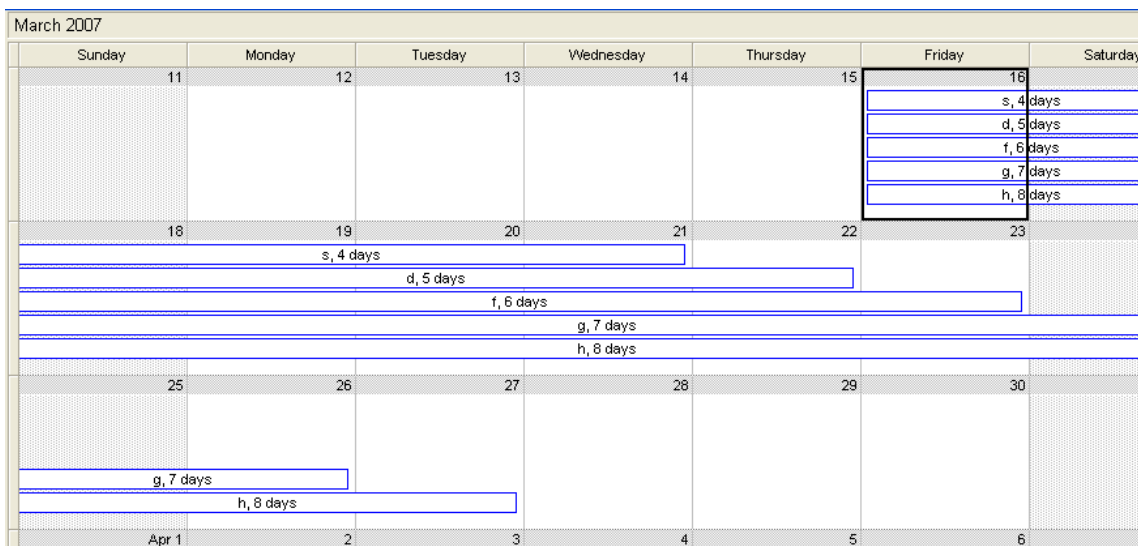 March 2007
Sunday Monday Tuesday Wednesday Thursday Friday Saturday
11 12 13 14 15 16
s, 4 days
d, 5 days
f, 6 days
g, 7 days
h, 8 days
18 19 20 21 22 23
s, 4 days
d, 5 days
f, 6 days
g, 7 days
h, 8 days
25 26 27 28 29 30
g, 7 days
h, 8 days
Apr 1 2 3 4 5 6